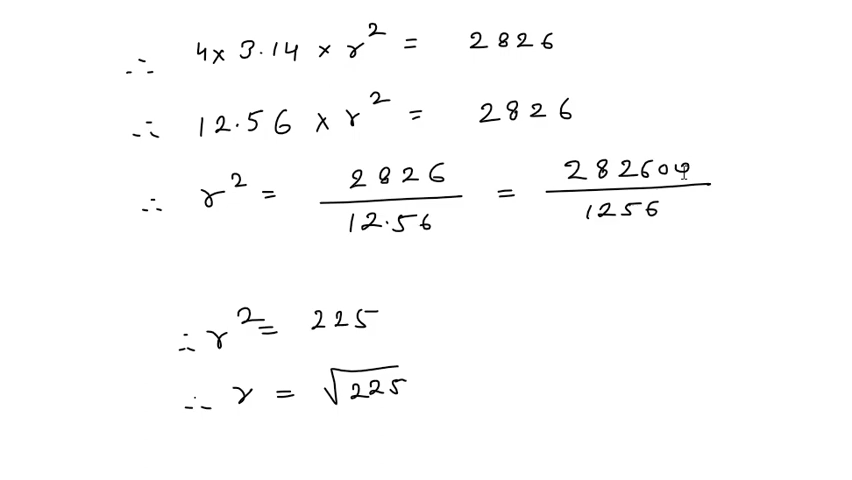 ∴ 4 × 3.14 × r² = 2826
∴ 12.56 × r² = 2826
∴ r² = 2826/12.56 = 282600/1256
∴ r² = 225
∴ r = √225